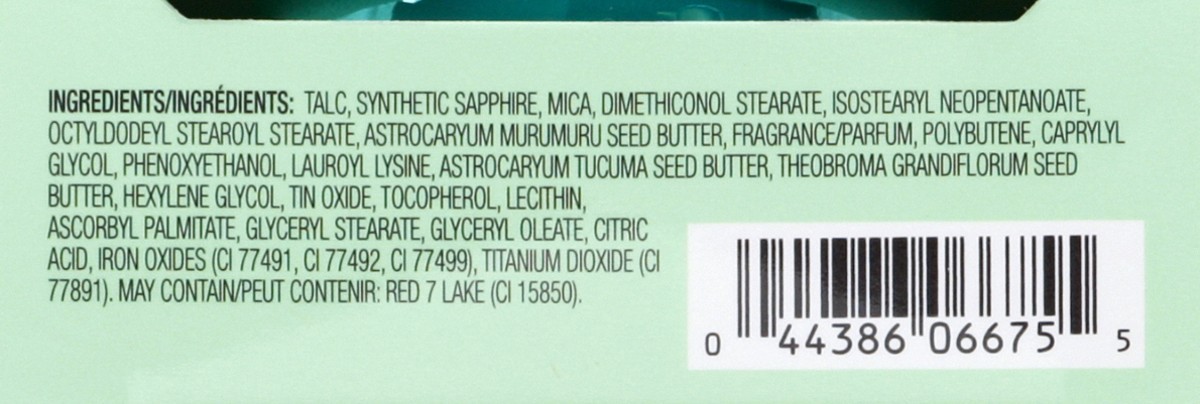 INGREDIENTS/INGRÉDIENTS: TALC, SYNTHETIC SAPPHIRE, MICA, DIMETHICONOL STEARATE, ISOSTEARYL NEOPENTANOATE,
OCTYLDODEYL STEAROYL STEARATE, ASTROCARYUM MURUMURU SEED BUTTER, FRAGRANCE/PARFUM, POLYBUTENE, CAPRYLYL
GLYCOL, PHENOXYETHANOL, LAUROYL LYSINE, ASTROCARYUM TUCUMA SEED BUTTER, THEOBROMA GRANDIFLORUM SEED
BUTTER, HEXYLENE GLYCOL, TIN OXIDE, TOCOPHEROL, LECITHIN,
ASCORBYL PALMITATE, GLYCERYL STEARATE, GLYCERYL OLEATE, CITRIC
ACID, IRON OXIDES (CI 77491, CI 77492, CI 77499), TITANIUM DIOXIDE (CI
77891). MAY CONTAIN/PEUT CONTENIR: RED 7 LAKE (CI 15850).
0 44386 06675 5